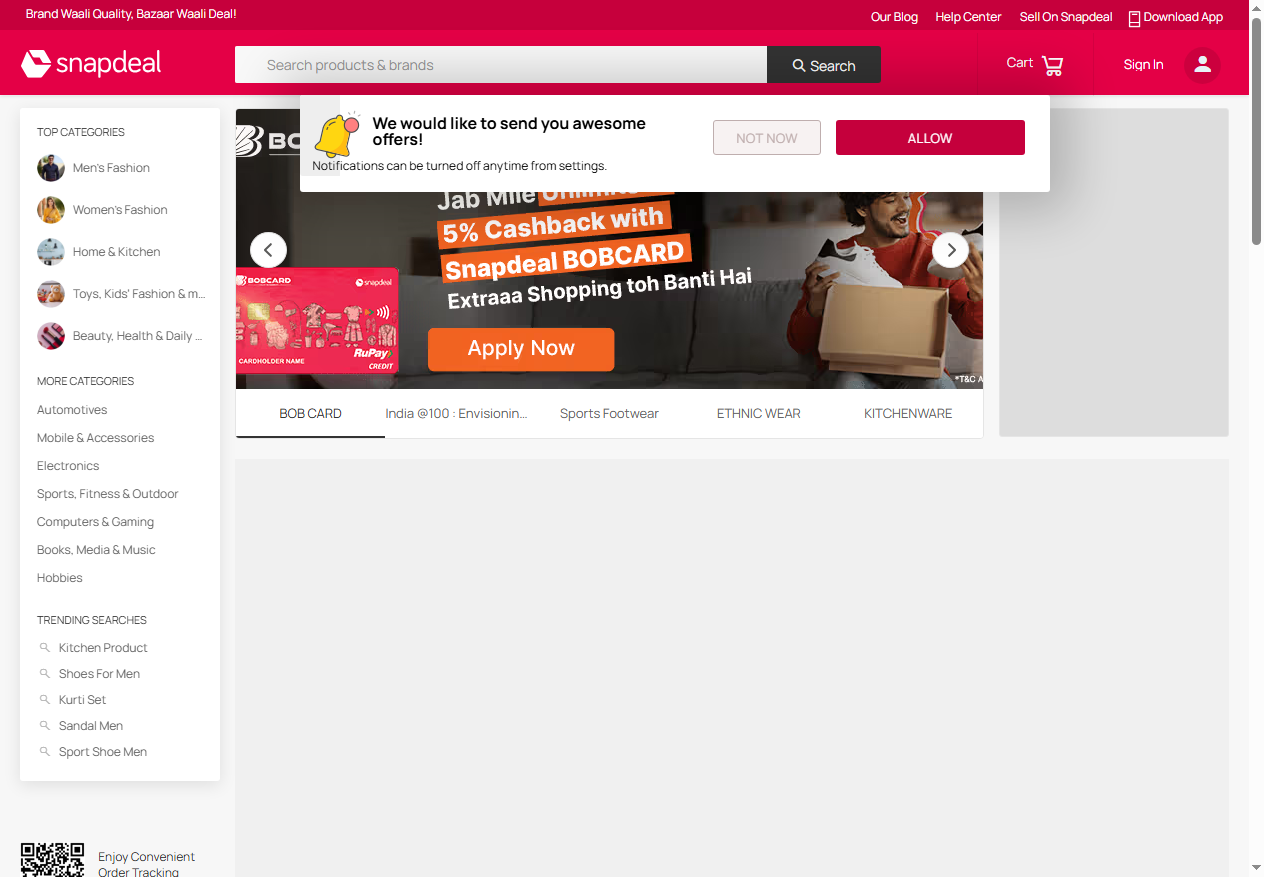 Brand Waali Quality, Bazaar Waali Deal!
Our Blog
Help Center
Sell On Snapdeal
Download App
snapdeal
Search products & brands
Search
Cart
Sign In
We would like to send you awesome
offers!
Notifications can be turned off anytime from settings.
NOT NOW
ALLOW
TOP CATEGORIES
Men's Fashion
Women's Fashion
Home & Kitchen
Toys, Kids' Fashion & m...
Beauty, Health & Daily ...
MORE CATEGORIES
Automotives
Mobile & Accessories
Electronics
Sports, Fitness & Outdoor
Computers & Gaming
Books, Media & Music
Hobbies
TRENDING SEARCHES
Kitchen Product
Shoes For Men
Kurti Set
Sandal Men
Sport Shoe Men
Enjoy Convenient
Order Tracking
Jab Mile Unlimited
5% Cashback with
Snapdeal BOBCARD
Extraaa Shopping toh Banti Hai
Apply Now
BOBCARD
snapdeal
CARDHOLDER NAME
RuPay
CREDIT
*T&C A
BOB CARD
India @100 : Envisionin...
Sports Footwear
ETHNIC WEAR
KITCHENWARE